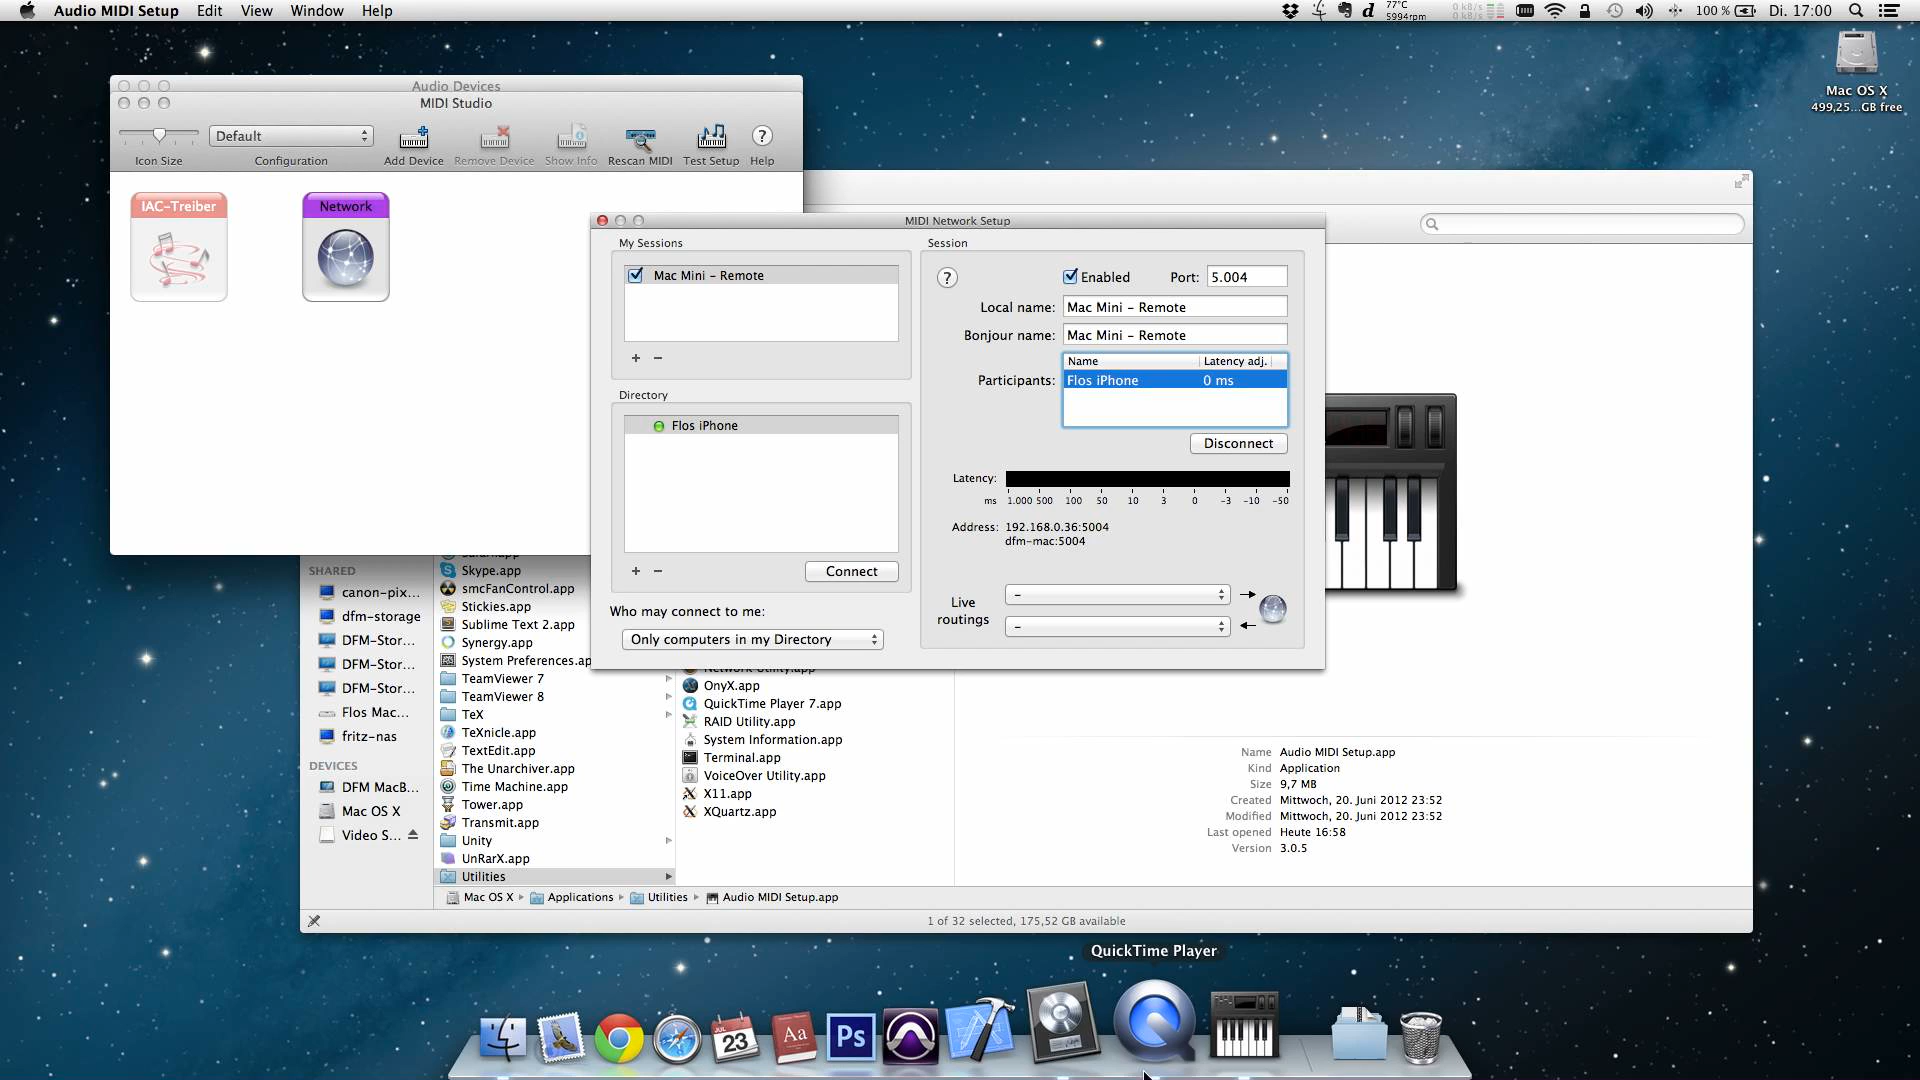 Audio MIDI Setup Edit View Window Help
77°C
5994rpm
0 kB/s
0 kB/s
100 % Di. 17:00
Mac OS X
499,25...GB free
Audio Devices
MIDI Studio
Default
Icon Size Configuration Add Device Remove Device Show Info Rescan MIDI Test Setup Help
IAC-Treiber Network
MIDI Network Setup
My Sessions
Mac Mini - Remote
+ -
Directory
Flos iPhone
+ - Connect
Who may connect to me:
Only computers in my Directory
Session
Enabled Port: 5.004
Local name: Mac Mini - Remote
Bonjour name: Mac Mini - Remote
Name Latency adj.
Participants: Flos iPhone 0 ms
Disconnect
Latency:
ms 1.000 500 100 50 10 3 0 -3 -10 -50
Address: 192.168.0.36:5004
dfm-mac:5004
Live
routings
-
-
SHARED
canon-pix...
dfm-storage
DFM-Stor...
DFM-Stor...
DFM-Stor...
Flos Mac...
fritz-nas
DEVICES
DFM MacB...
Mac OS X
Video S...
Skype.app
smcFanControl.app
Stickies.app
Sublime Text 2.app
Synergy.app
System Preferences.ap
TeamViewer 7
TeamViewer 8
TeX
TeXnicle.app
TextEdit.app
The Unarchiver.app
Time Machine.app
Tower.app
Transmit.app
Unity
UnRarX.app
Utilities
Network Utility.app
OnyX.app
QuickTime Player 7.app
RAID Utility.app
System Information.app
Terminal.app
VoiceOver Utility.app
X11.app
XQuartz.app
Name Audio MIDI Setup.app
Kind Application
Size 9,7 MB
Created Mittwoch, 20. Juni 2012 23:52
Modified Mittwoch, 20. Juni 2012 23:52
Last opened Heute 16:58
Version 3.0.5
Mac OS X Applications Utilities Audio MIDI Setup.app
1 of 32 selected, 175,52 GB available
QuickTime Player
JUL
23
Aa
Ps